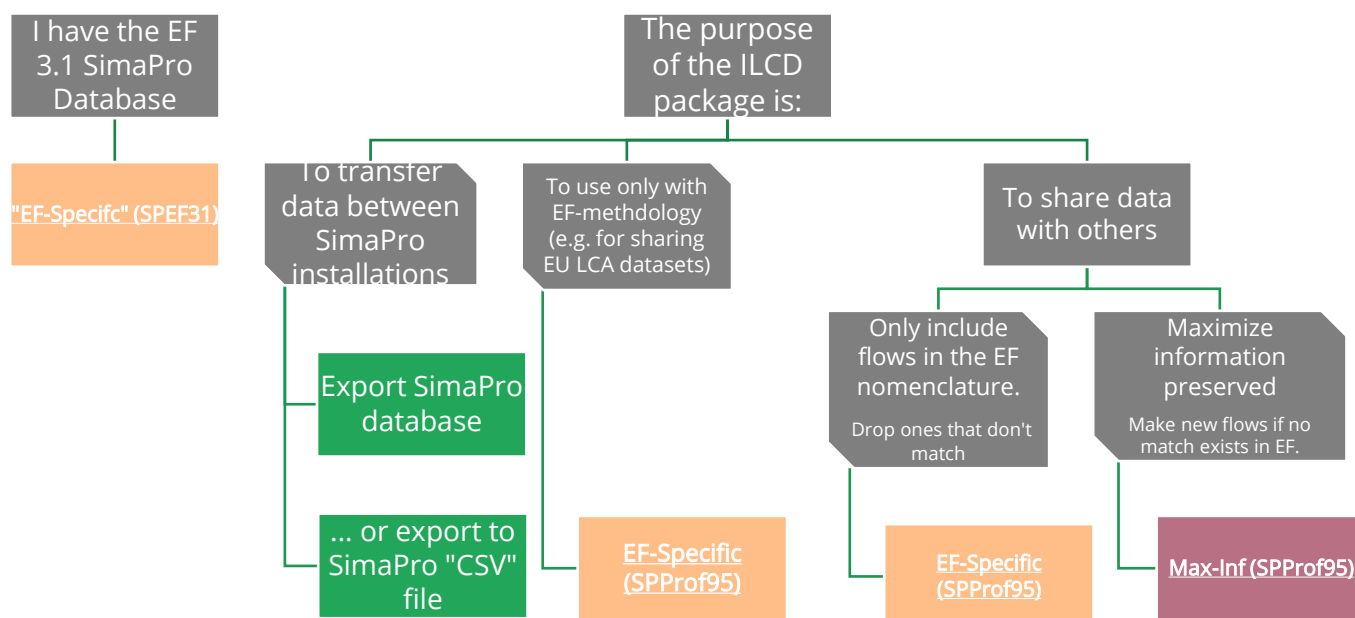 I have the EF
3.1 SimaPro
Database
"EF-Specifc" (SPEF31)
The purpose
of the ILCD
package is:
To transfer
data between
SimaPro
installations
Export SimaPro
database
... or export to
SimaPro "CSV"
file
To use only with
EF-methdology
(e.g. for sharing
EU LCA datasets)
EF-Specific
(SPProf95)
To share data
with others
Only include
flows in the EF
nomenclature.
Drop ones that don't
match
EF-Specific
(SPProf95)
Maximize
information
preserved
Make new flows if no
match exists in EF.
Max-Inf (SPProf95)